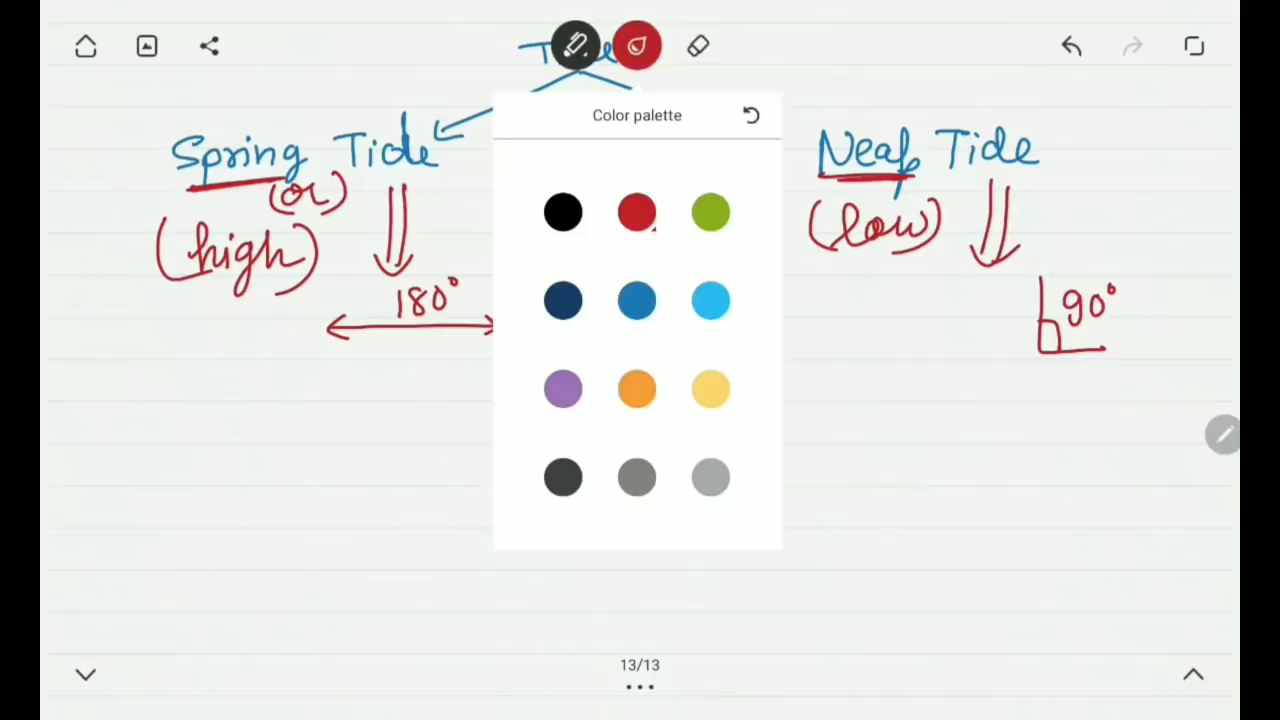 Color palette
Spring Tide
Neap Tide
(or)
(high)
(low)
180°
90°
13/13